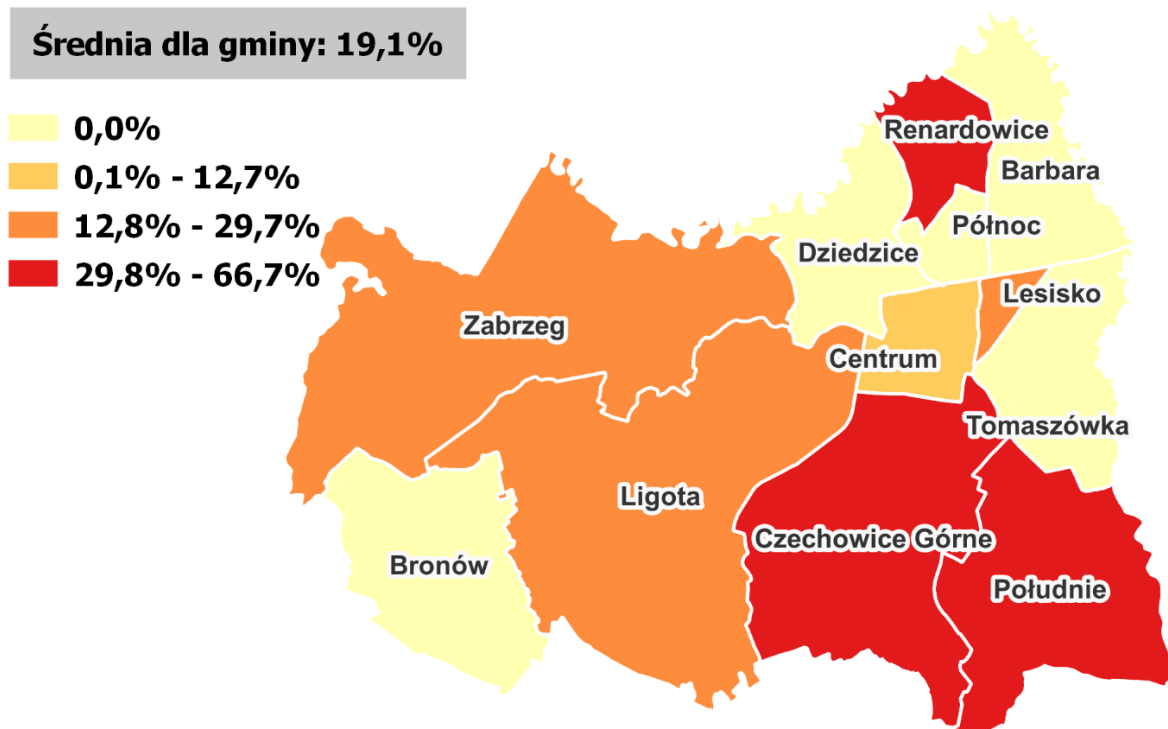 Średnia dla gminy: 19,1%
0,0%
0,1% - 12,7%
12,8% - 29,7%
29,8% - 66,7%
Renardowice
Barbara
Północ
Dziedzice
Lesisko
Zabrzeg
Centrum
Tomaszówka
Ligota
Czechowice Górne
Bronów
Południe